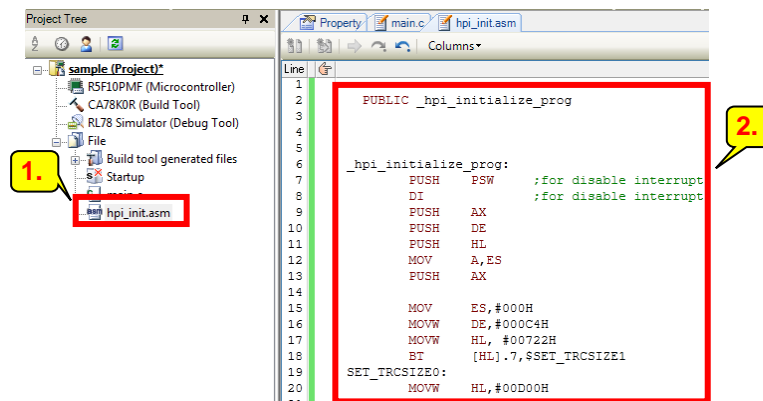 Project Tree
sample (Project)*
R5F10PMF (Microcontroller)
CA78K0R (Build Tool)
RL78 Simulator (Debug Tool)
File
Build tool generated files
Startup
main.c
hpi_init.asm
1.
Property main.c hpi_init.asm
Columns
Line
1
2 PUBLIC _hpi_initialize_prog
3
4
5
6 _hpi_initialize_prog:
7 PUSH PSW ;for disable interrupt
8 DI ;for disable interrupt
9 PUSH AX
10 PUSH DE
11 PUSH HL
12 MOV A,ES
13 PUSH AX
14
15 MOV ES,#000H
16 MOVW DE,#000C4H
17 MOVW HL, #00722H
18 BT [HL].7,$SET_TRCSIZE1
19 SET_TRCSIZE0:
20 MOVW HL,#00D00H
2.